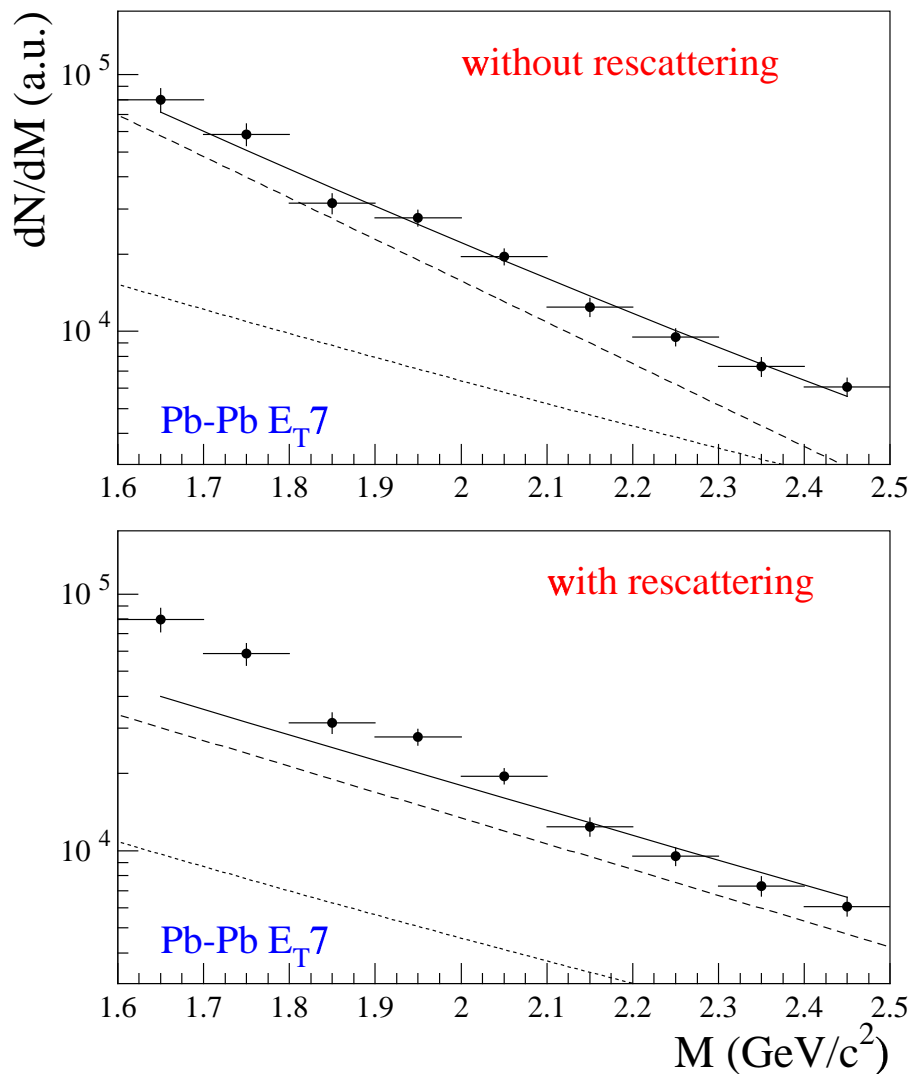 dN/dM (a.u.)
10^5
without rescattering
10^4
Pb-Pb E_T7
1.6 1.7 1.8 1.9 2 2.1 2.2 2.3 2.4 2.5
10^5
with rescattering
10^4
Pb-Pb E_T7
1.6 1.7 1.8 1.9 2 2.1 2.2 2.3 2.4 2.5
M (GeV/c^2)